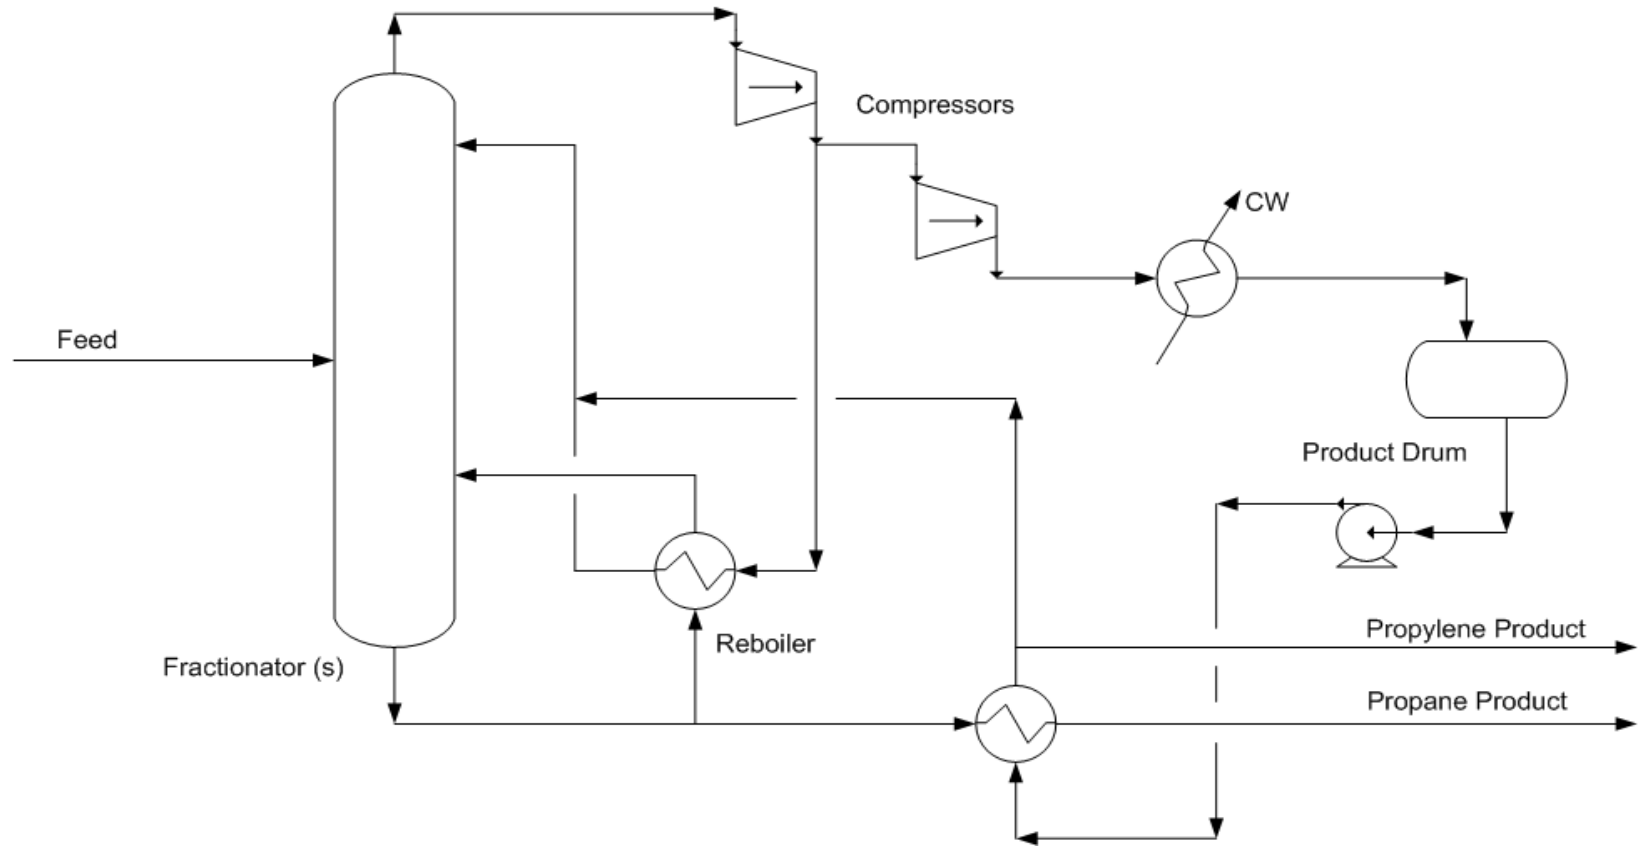 Compressors
CW
Feed
Product Drum
Propylene Product
Reboiler
Fractionator (s)
Propane Product